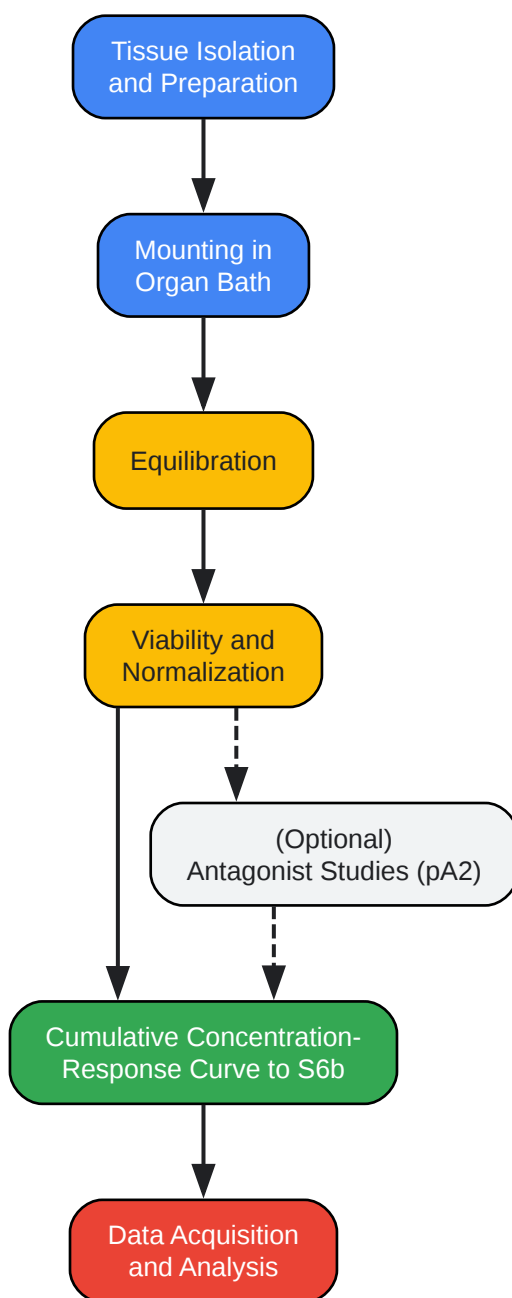 Tissue Isolation
and Preparation
Mounting in
Organ Bath
Equilibration
Viability and
Normalization
(Optional)
Antagonist Studies (pA2)
Cumulative Concentration-
Response Curve to S6b
Data Acquisition
and Analysis